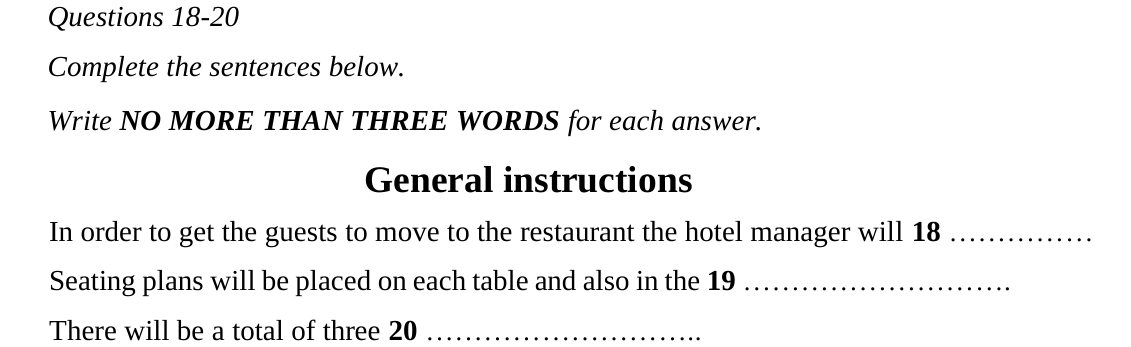 Questions 18-20
Complete the sentences below.
Write NO MORE THAN THREE WORDS for each answer.
General instructions
In order to get the guests to move to the restaurant the hotel manager will 18 ……………
Seating plans will be placed on each table and also in the 19 ……………………….
There will be a total of three 20 ………………………..